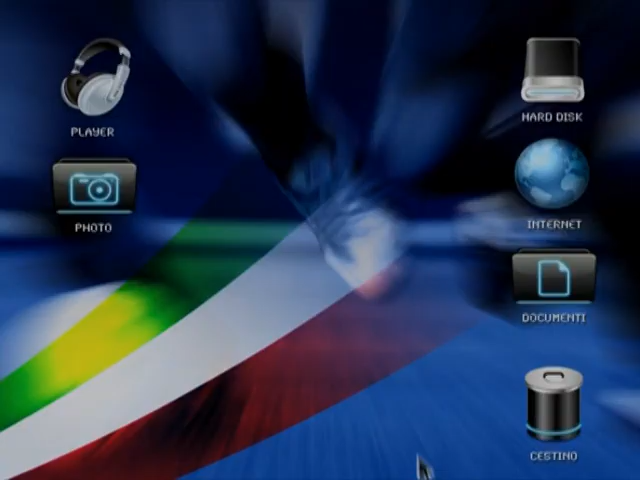 PLAYER
HARD DISK
PHOTO
INTERNET
DOCUMENTI
CESTINO